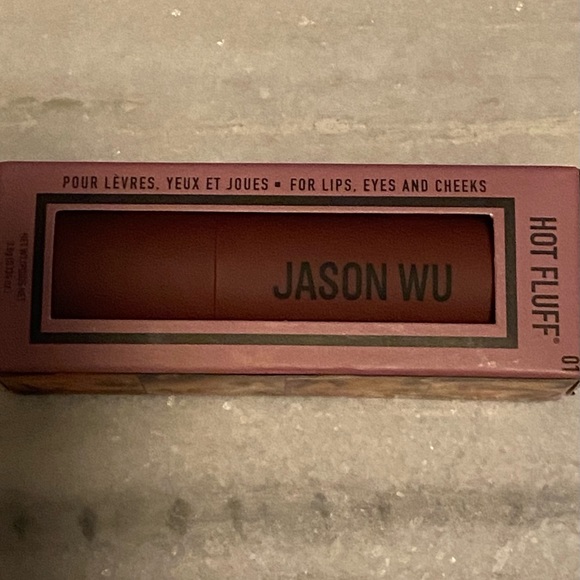 POUR LÈVRES, YEUX ET JOUES ▪ FOR LIPS, EYES AND CHEEKS
JASON WU
HOT FLUFF®
01